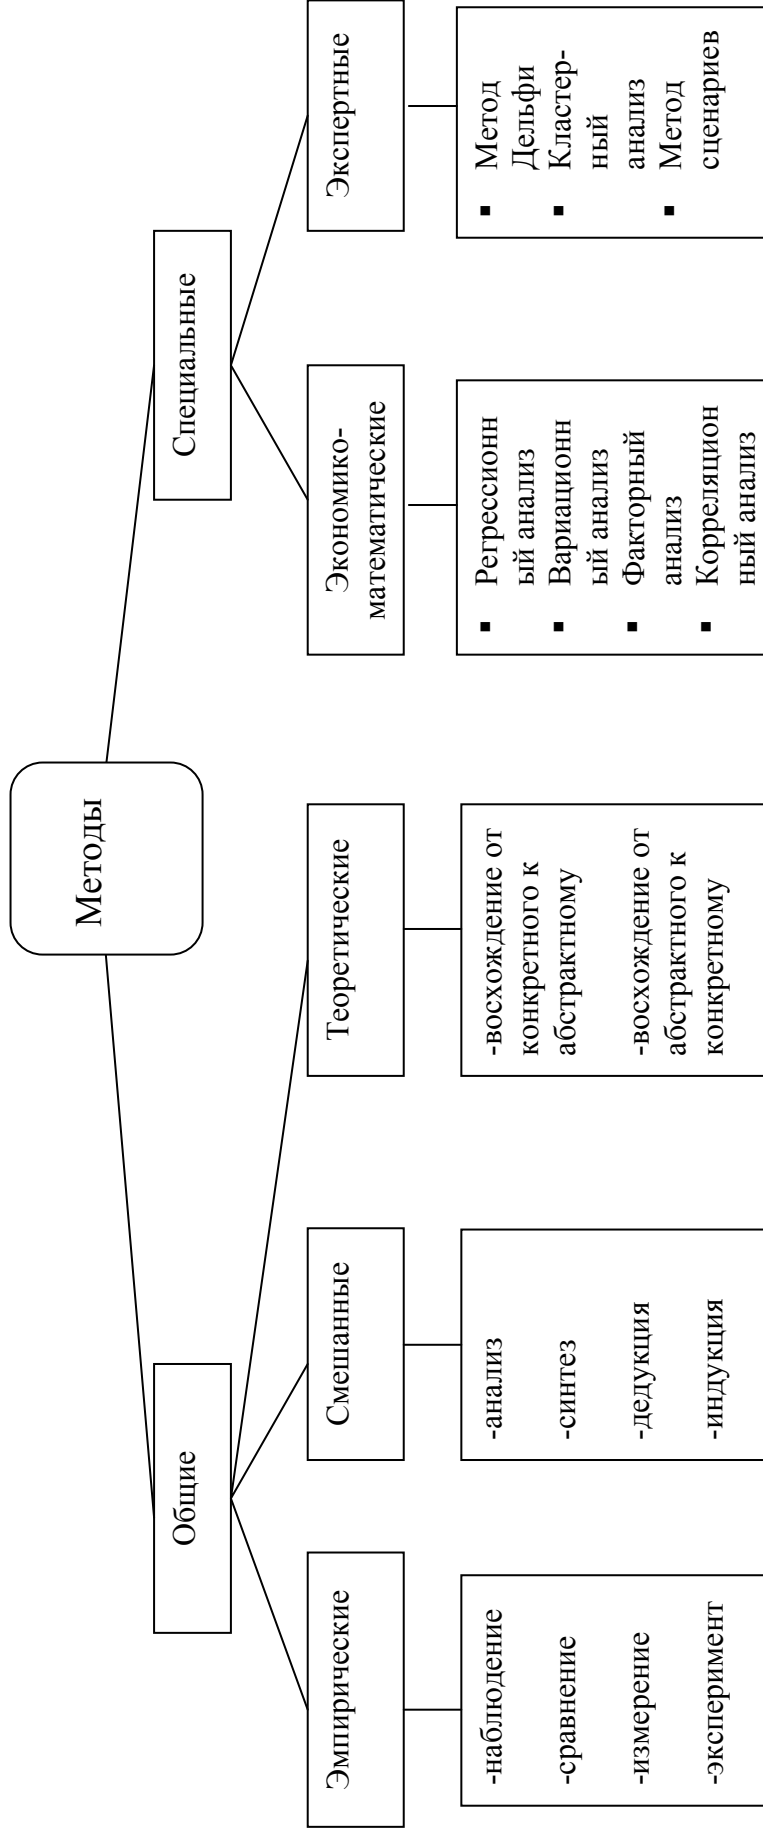 Методы
Общие
Специальные
Эмпирические
Смешанные
Теоретические
Экономико-
математические
Экспертные
-наблюдение
-сравнение
-измерение
-эксперимент
-анализ
-синтез
-дедукция
-индукция
-восхождение от
конкретного к
абстрактному
-восхождение от
абстрактного к
конкретному
▪ Регрессионн
ый анализ
▪ Вариационн
ый анализ
▪ Факторный
анализ
▪ Корреляцион
ный анализ
▪ Метод
Дельфи
▪ Кластер-
ный
анализ
▪ Метод
сценариев